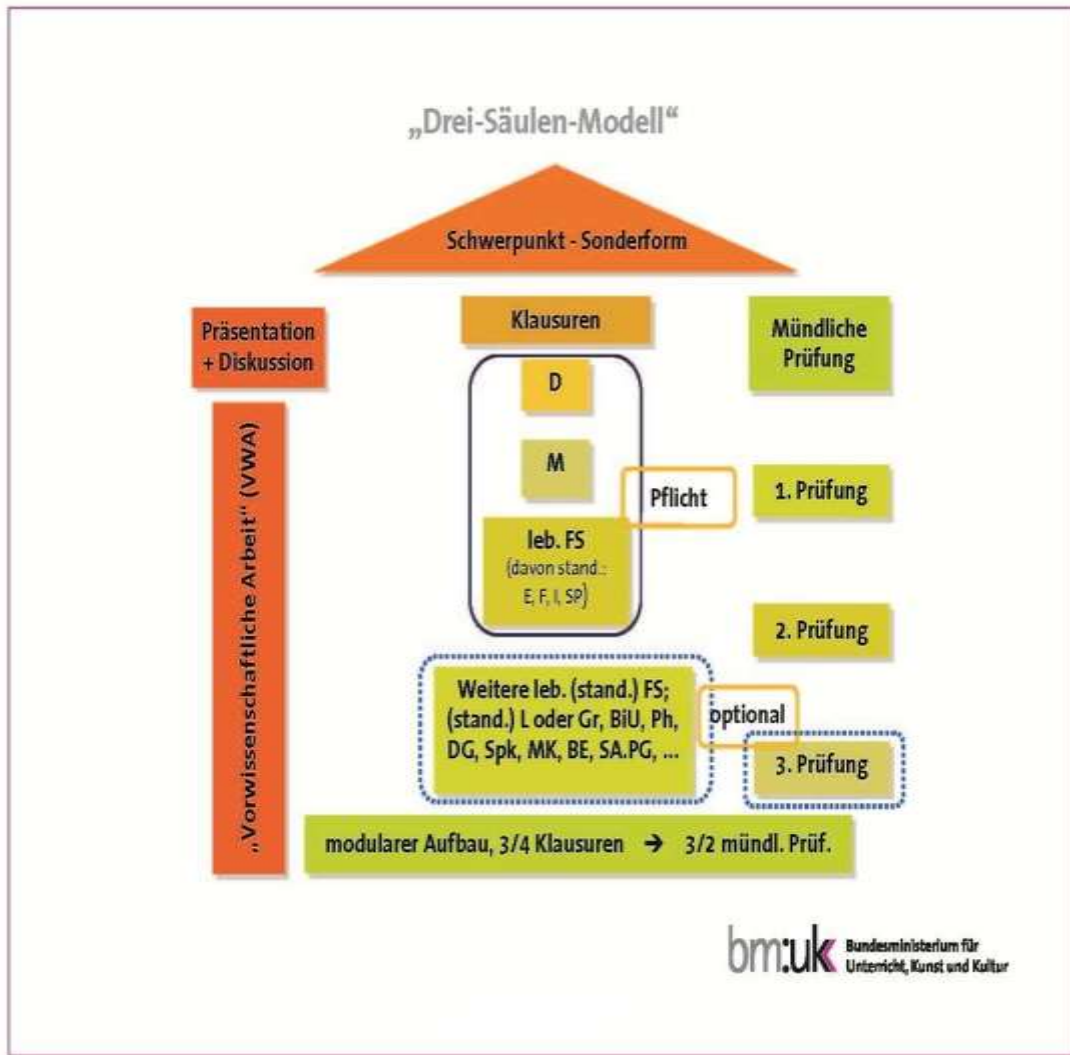 „Drei-Säulen-Modell“
Schwerpunkt - Sonderform
Präsentation
+ Diskussion
„Vorwissenschaftliche Arbeit“ (VWA)
Klausuren
D
M
leb. FS
(davon stand.:
E, F, I, SP)
Pflicht
Weitere leb. (stand.) FS;
(stand.) L oder Gr, BiU, Ph,
DG, Spk, MK, BE, SA.PG, ...
optional
Mündliche
Prüfung
1. Prüfung
2. Prüfung
3. Prüfung
modularer Aufbau, 3/4 Klausuren → 3/2 mündl. Prüf.
bm:uk
Bundesministerium für
Unterricht, Kunst und Kultur